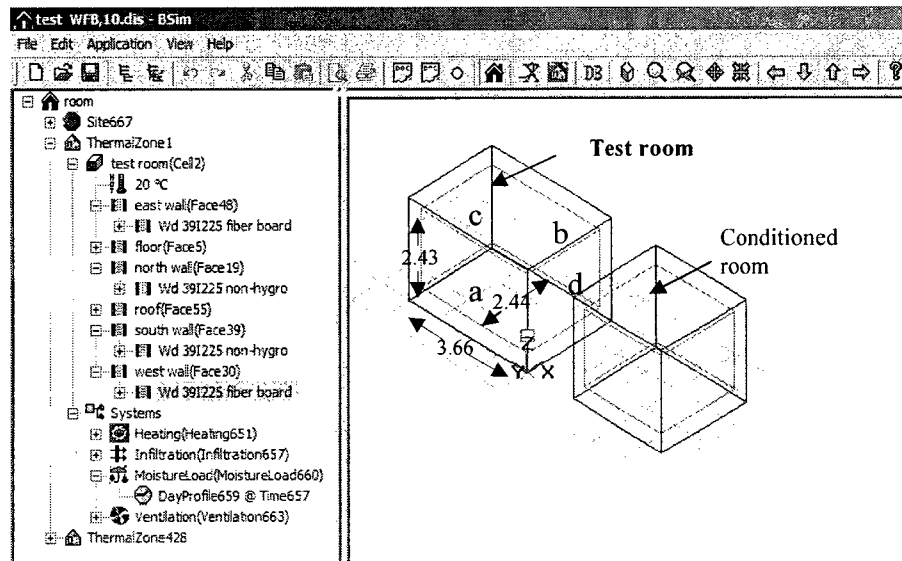 test WFB,10.dis - BSim
File Edit Application View Help
D3
room
Site667
ThermalZone1
test room(Cell2)
20 °C
east wall(Face48)
Wd 39I225 fiber board
floor(Face5)
north wall(Face19)
Wd 39I225 non-hygro
roof(Face55)
south wall(Face39)
Wd 39I225 non-hygro
west wall(Face30)
Wd 39I225 fiber board
Systems
Heating(Heating651)
Infiltration(Infiltration657)
MoistureLoad(MoistureLoad660)
DayProfile659 @ Time657
Ventilation(Ventilation663)
ThermalZone428
Test room
c
b
2.43
Conditioned
room
d
a
2.44
3.66
Z
Y X